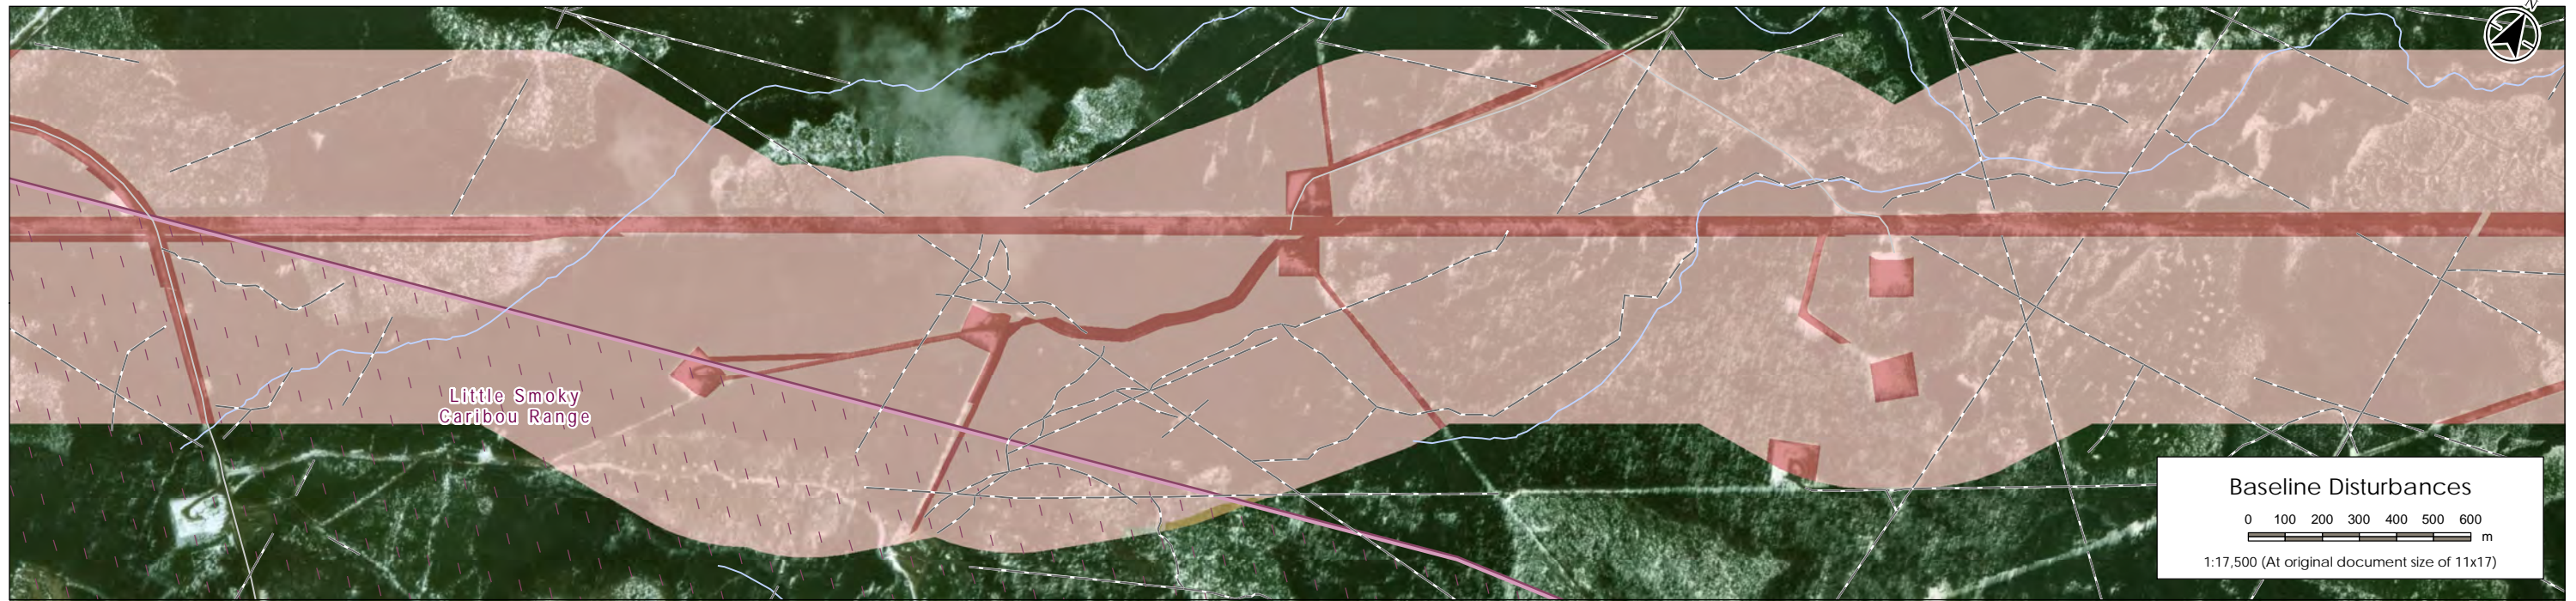 N
Little Smoky
Caribou Range
Baseline Disturbances
0 100 200 300 400 500 600
m
1:17,500 (At original document size of 11x17)